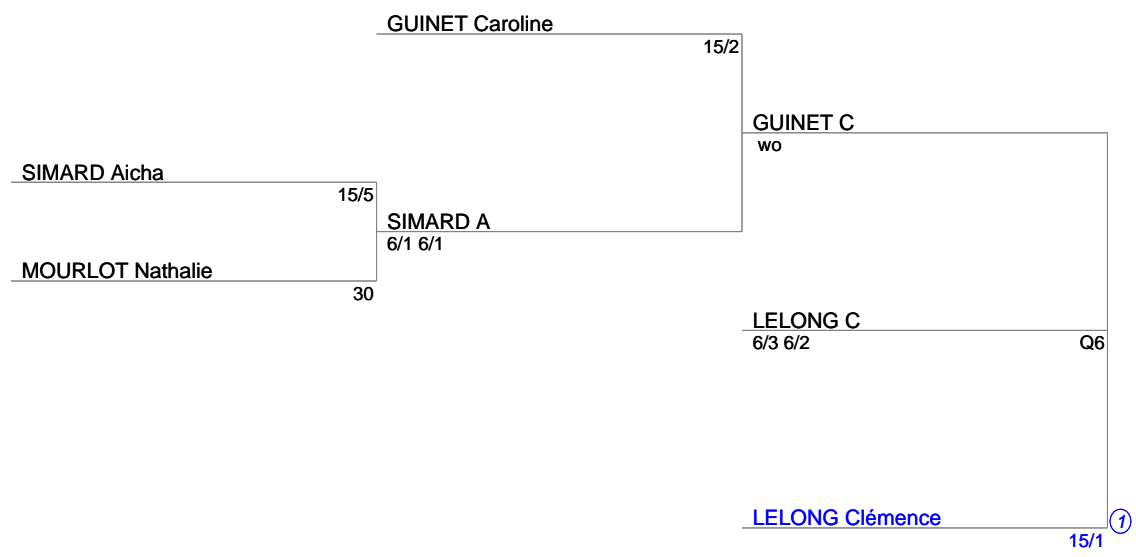 GUINET Caroline
15/2
GUINET C
wo
SIMARD Aicha
15/5
SIMARD A
6/1 6/1
MOURLOT Nathalie
30
LELONG C
6/3 6/2
Q6
LELONG Clémence
1
15/1